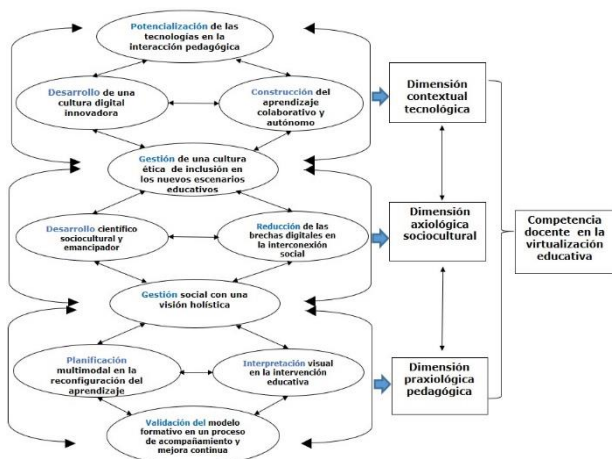 Potencialización de las
tecnologías en la
interacción pedagógica
Desarrollo de una
cultura digital
innovadora
Construcción del
aprendizaje
colaborativo y
autónomo
Dimensión
contextual
tecnológica
Gestión de una cultura
ética de inclusión en
los nuevos escenarios
educativos
Desarrollo científico
sociocultural y
emancipador
Reducción de las
brechas digitales en
la interconexión
social
Dimensión
axiológica
sociocultural
Competencia
docente en la
virtualización
educativa
Gestión social con una
visión holística
Planificación
multimodal en la
reconfiguración del
aprendizaje
Interpretación visual
en la intervención
educativa
Dimensión
praxiológica
pedagógica
Validación del modelo
formativo en un proceso
de acompañamiento y
mejora continua